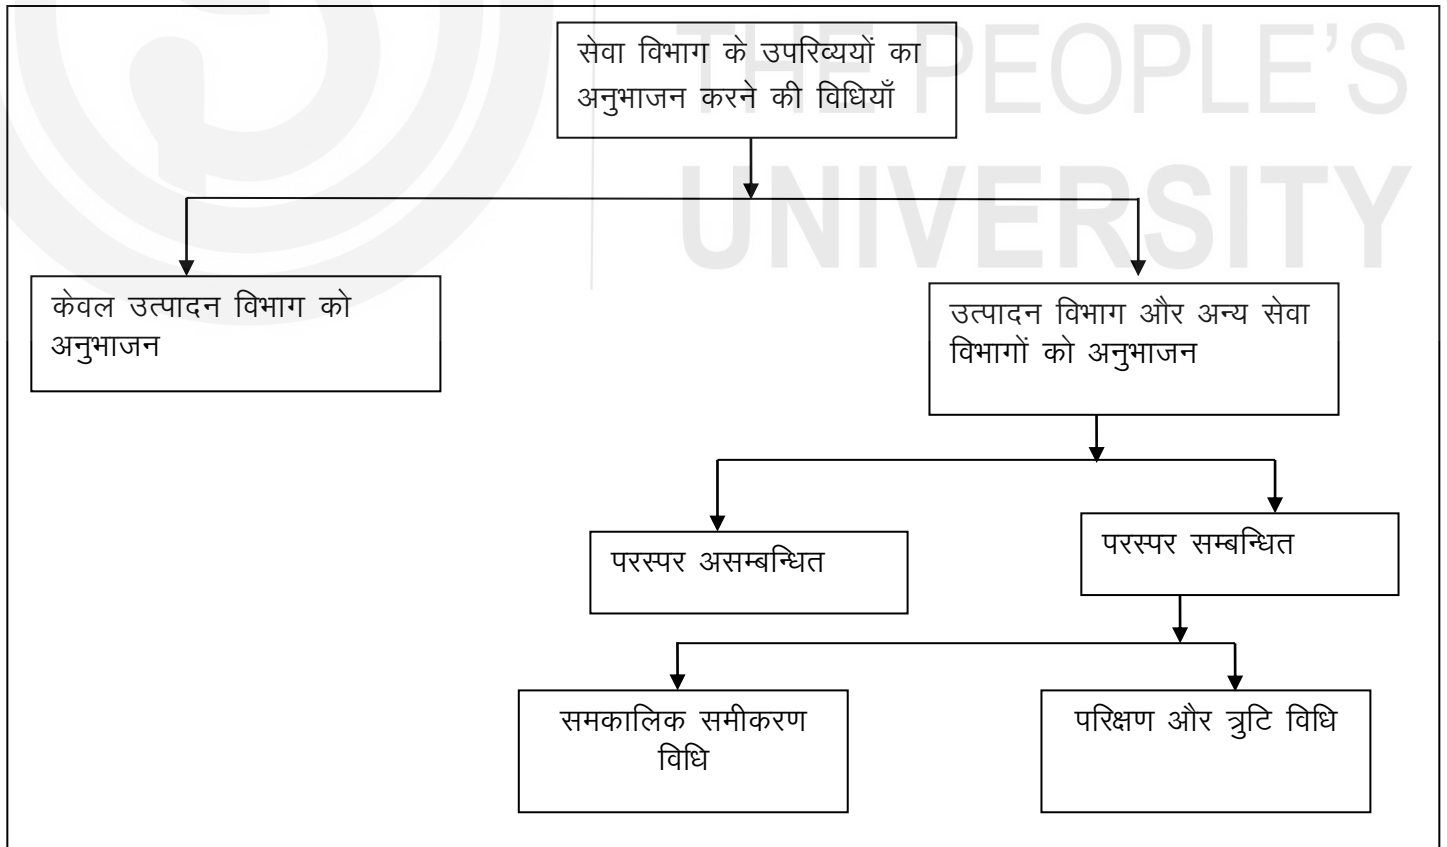 THE PEOPLE'S
UNIVERSITY
सेवा विभाग के उपरिव्ययों का
अनुभाजन करने की विधियाँ
केवल उत्पादन विभाग को
अनुभाजन
उत्पादन विभाग और अन्य सेवा
विभागों को अनुभाजन
परस्पर असम्बन्धित
परस्पर सम्बन्धित
समकालिक समीकरण
विधि
परिक्षण और त्रुटि विधि